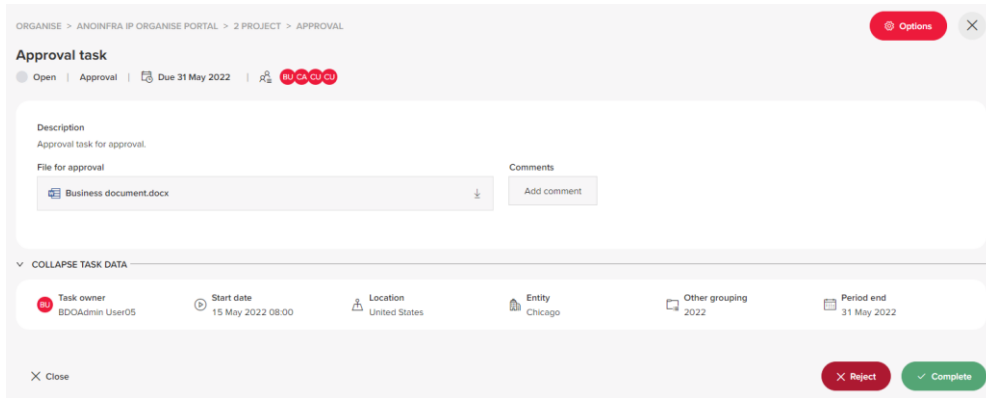 ORGANISE > ANOINFRA IP ORGANISE PORTAL > 2 PROJECT > APPROVAL
Options
Approval task
Open | Approval | Due 31 May 2022 | BU CA CU CU
Description
Approval task for approval.
File for approval
Business document.docx
Comments
Add comment
COLLAPSE TASK DATA
BU
Task owner
BDOAdmin User05
Start date
15 May 2022 08:00
Location
United States
Entity
Chicago
Other grouping
2022
Period end
31 May 2022
Close
Reject
Complete